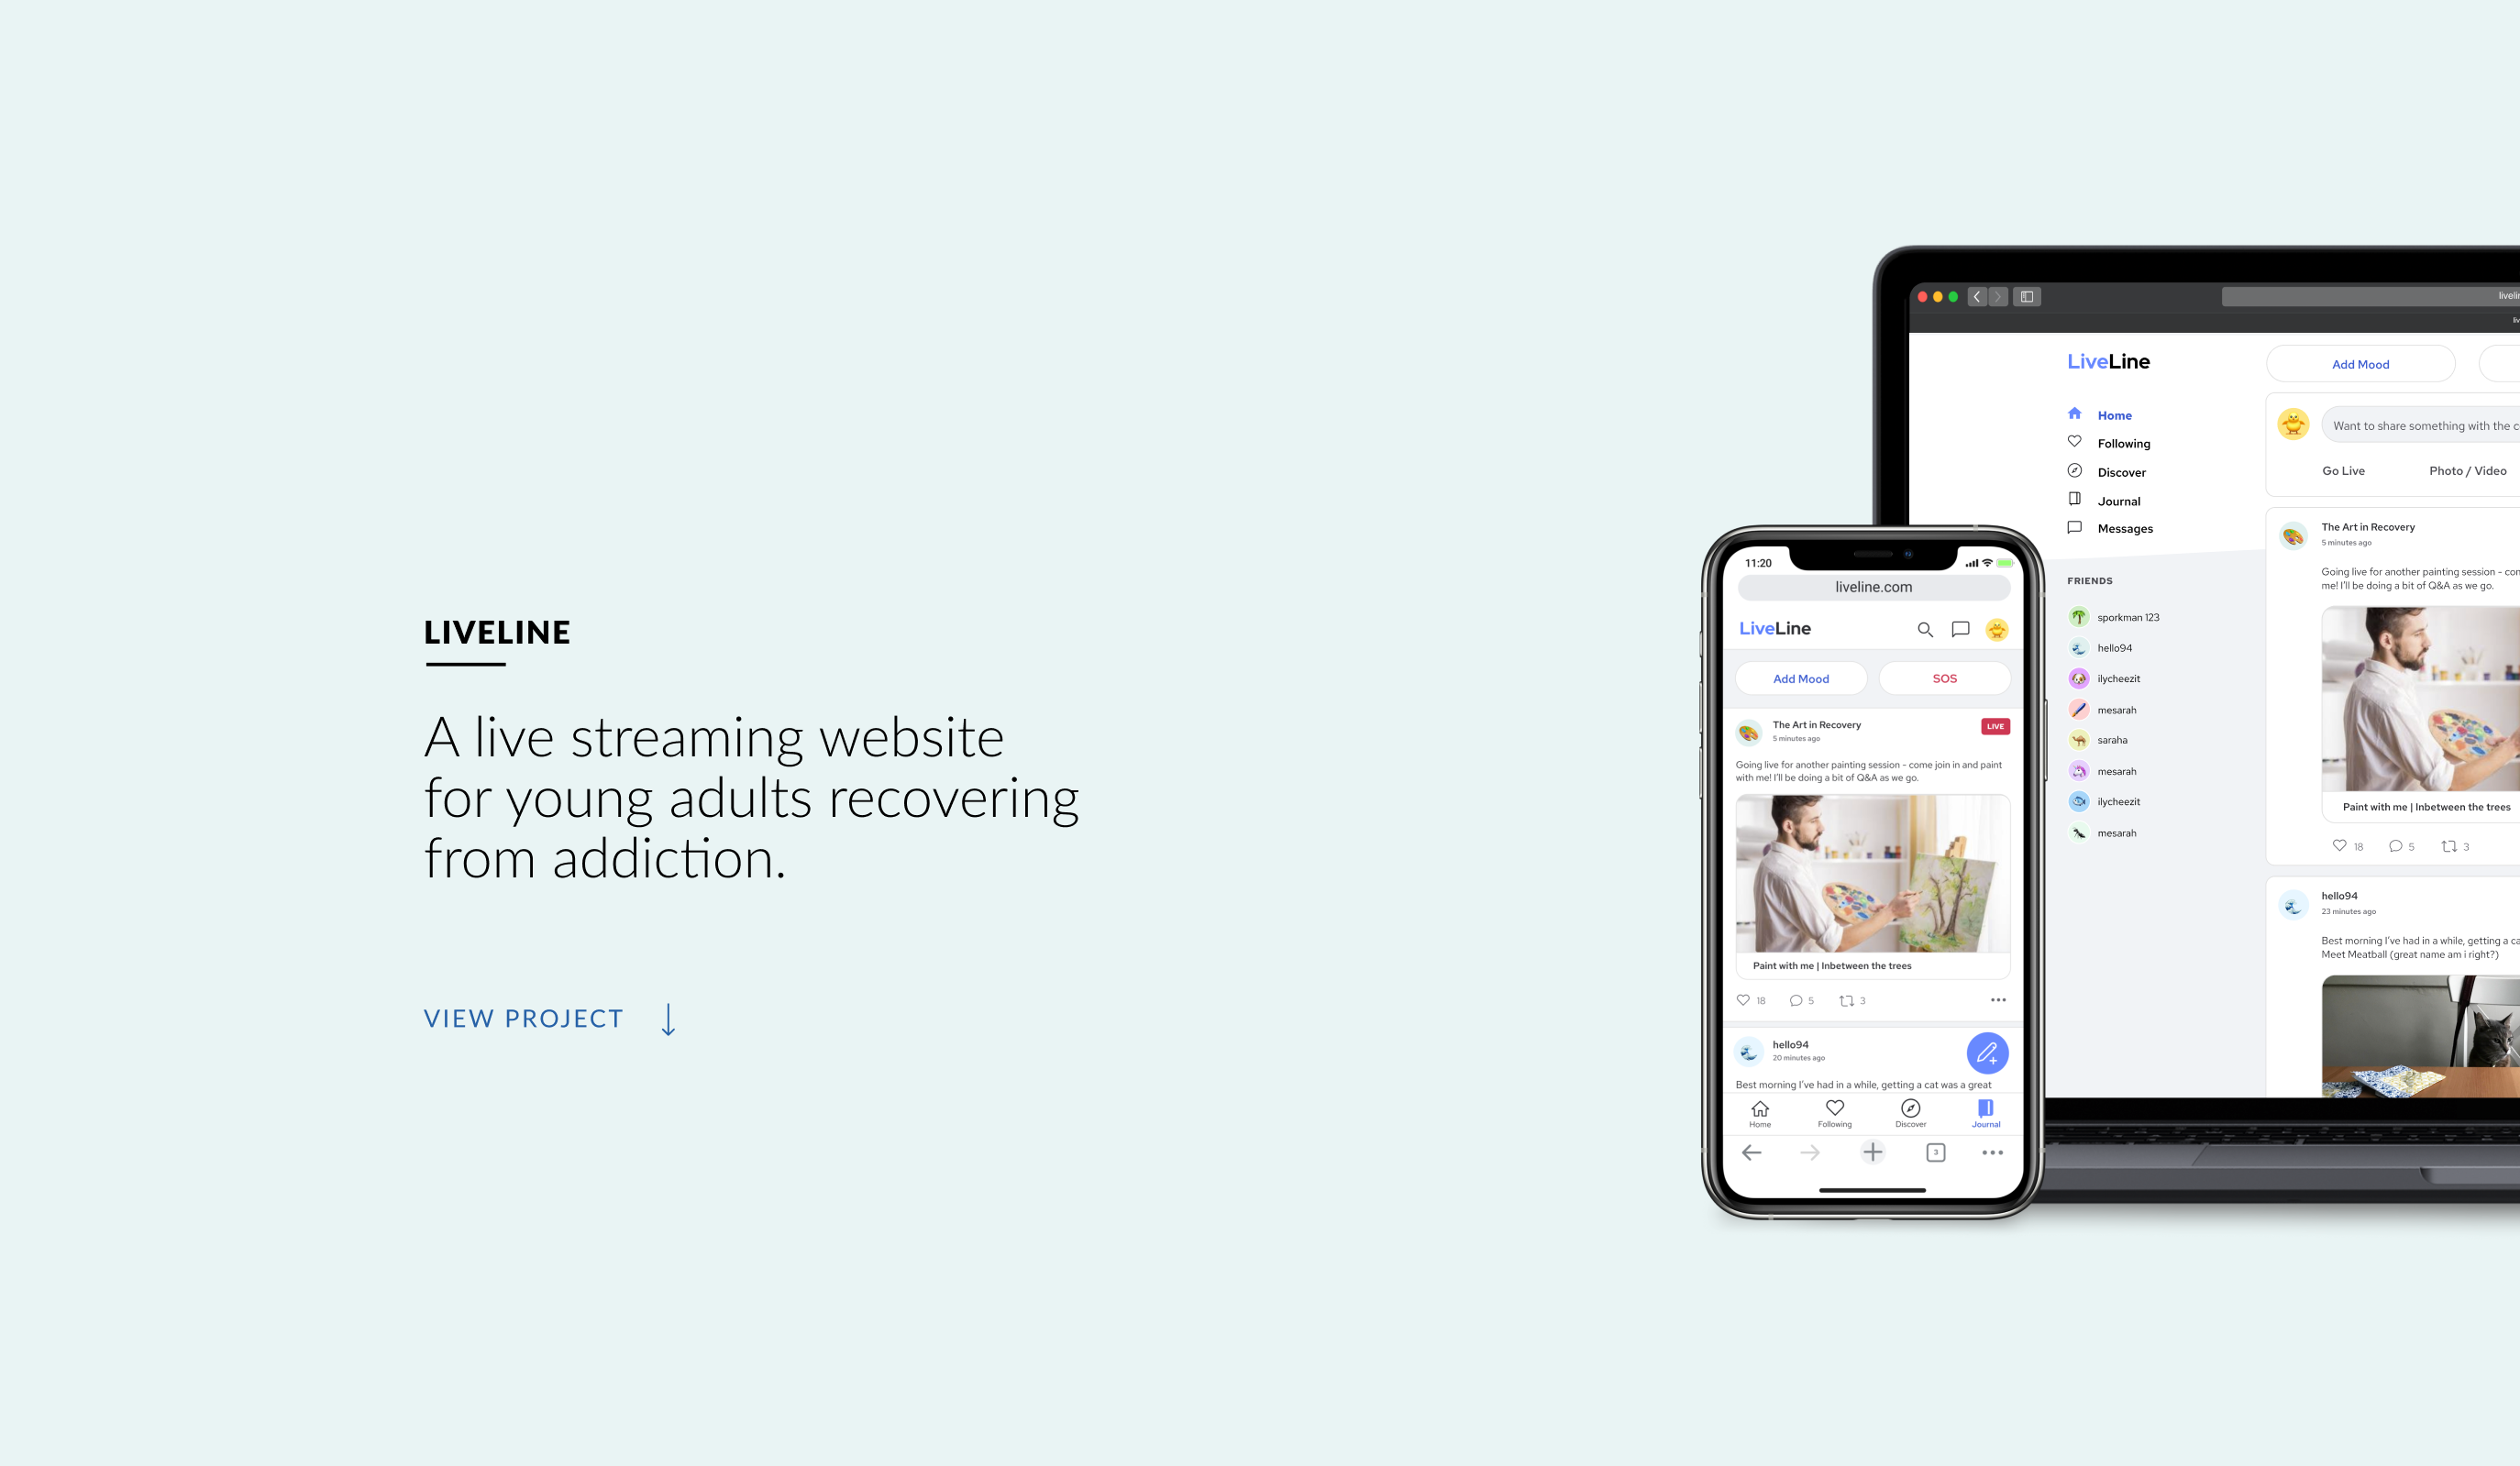 LIVELINE
A live streaming website
for young adults recovering
from addiction.
VIEW PROJECT
11:20
liveline.com
LiveLine
Add Mood
SOS
The Art in Recovery
LIVE
5 minutes ago
Going live for another painting session - come join in and paint
with me! I'll be doing a bit of Q&A as we go.
Paint with me | Inbetween the trees
18
5
3
hello94
20 minutes ago
Best morning I've had in a while, getting a cat was a great
Home
Following
Discover
Journal
3
LiveLine
Home
Following
Discover
Journal
Messages
FRIENDS
sporkman 123
hello94
ilycheezit
mesarah
saraha
mesarah
ilycheezit
mesarah
Add Mood
Want to share something with the
Go Live
Photo / Video
The Art in Recovery
5 minutes ago
Going live for another painting session -
me! I'll be doing a bit of Q&A as we go.
Paint with me | Inbetween the trees
18
5
3
hello94
23 minutes ago
Best morning I've had in a while, getting a
Meet Meatball (great name am i right?)